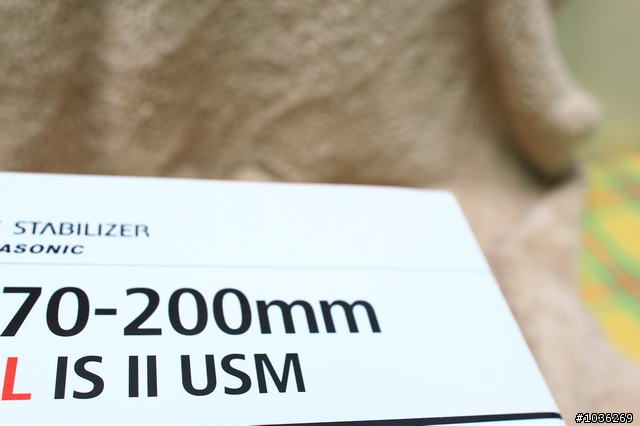 STABILIZER
ASONIC
70-200mm
L IS II USM
#1036269